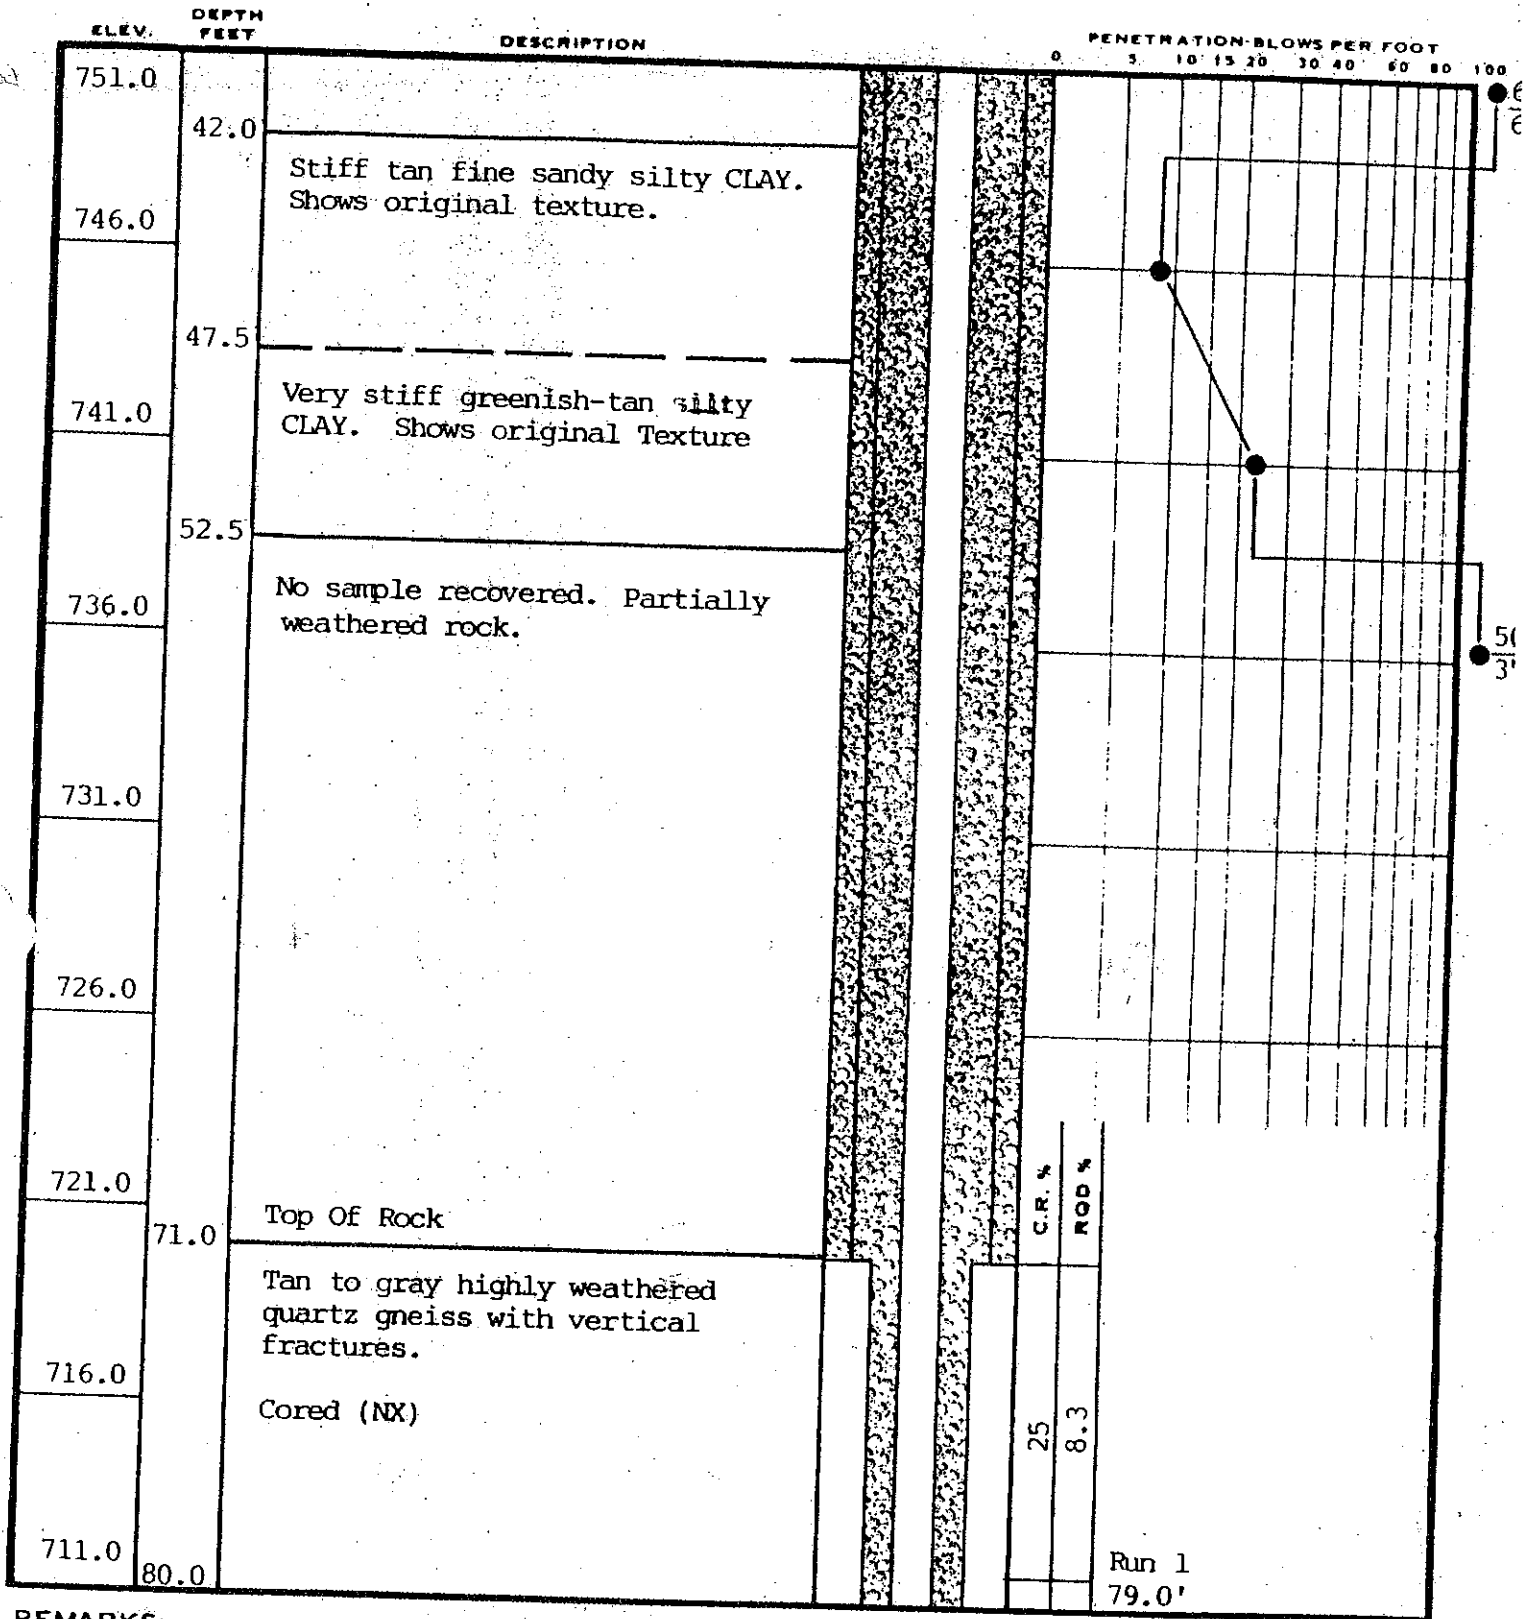 ELEV.
DEPTH
FEET
DESCRIPTION
PENETRATION-BLOWS PER FOOT
0 5 10 15 20 30 40 60 80 100
751.0
42.0
Stiff tan fine sandy silty CLAY.
Shows original texture.
746.0
47.5
Very stiff greenish-tan silty
CLAY. Shows original Texture
741.0
52.5
No sample recovered. Partially
weathered rock.
736.0
731.0
726.0
721.0
Top Of Rock
71.0
C.R. %
RQD %
Tan to gray highly weathered
quartz gneiss with vertical
fractures.
716.0
Cored (NX)
25
8.3
711.0
80.0
Run 1
79.0'